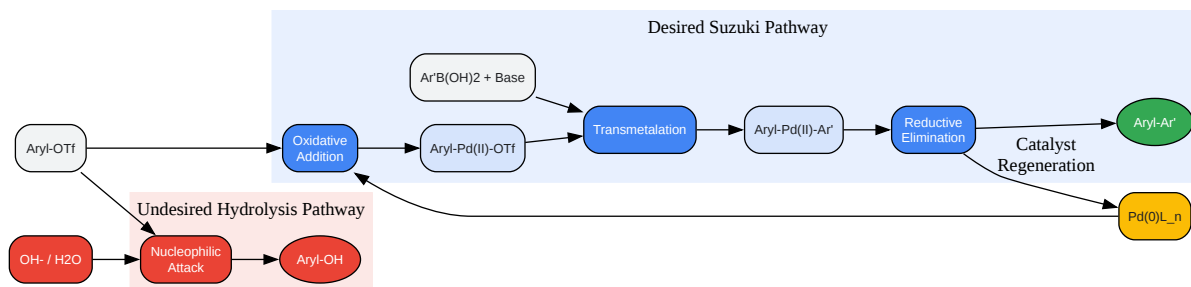 Desired Suzuki Pathway
Ar'B(OH)2 + Base
Aryl-OTf
Oxidative
Addition
Aryl-Pd(II)-OTf
Transmetalation
Aryl-Pd(II)-Ar'
Reductive
Elimination
Aryl-Ar'
Catalyst
Regeneration
Pd(0)L_n
Undesired Hydrolysis Pathway
OH- / H2O
Nucleophilic
Attack
Aryl-OH